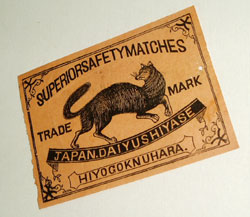 SUPERIORSAFETYMATCHES
TRADE MARK
JAPAN.DAIYUSHIYASE
HIYOGOKNUHARA.